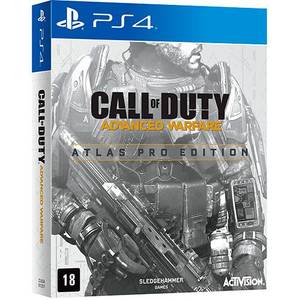 PS4
CALL OF DUTY
ADVANCED WARFARE
ATLAS PRO EDITION
18
SLEDGEHAMMER
GAMES
ACTIVISION
CALL OF DUTY
ADVANCED WARFARE